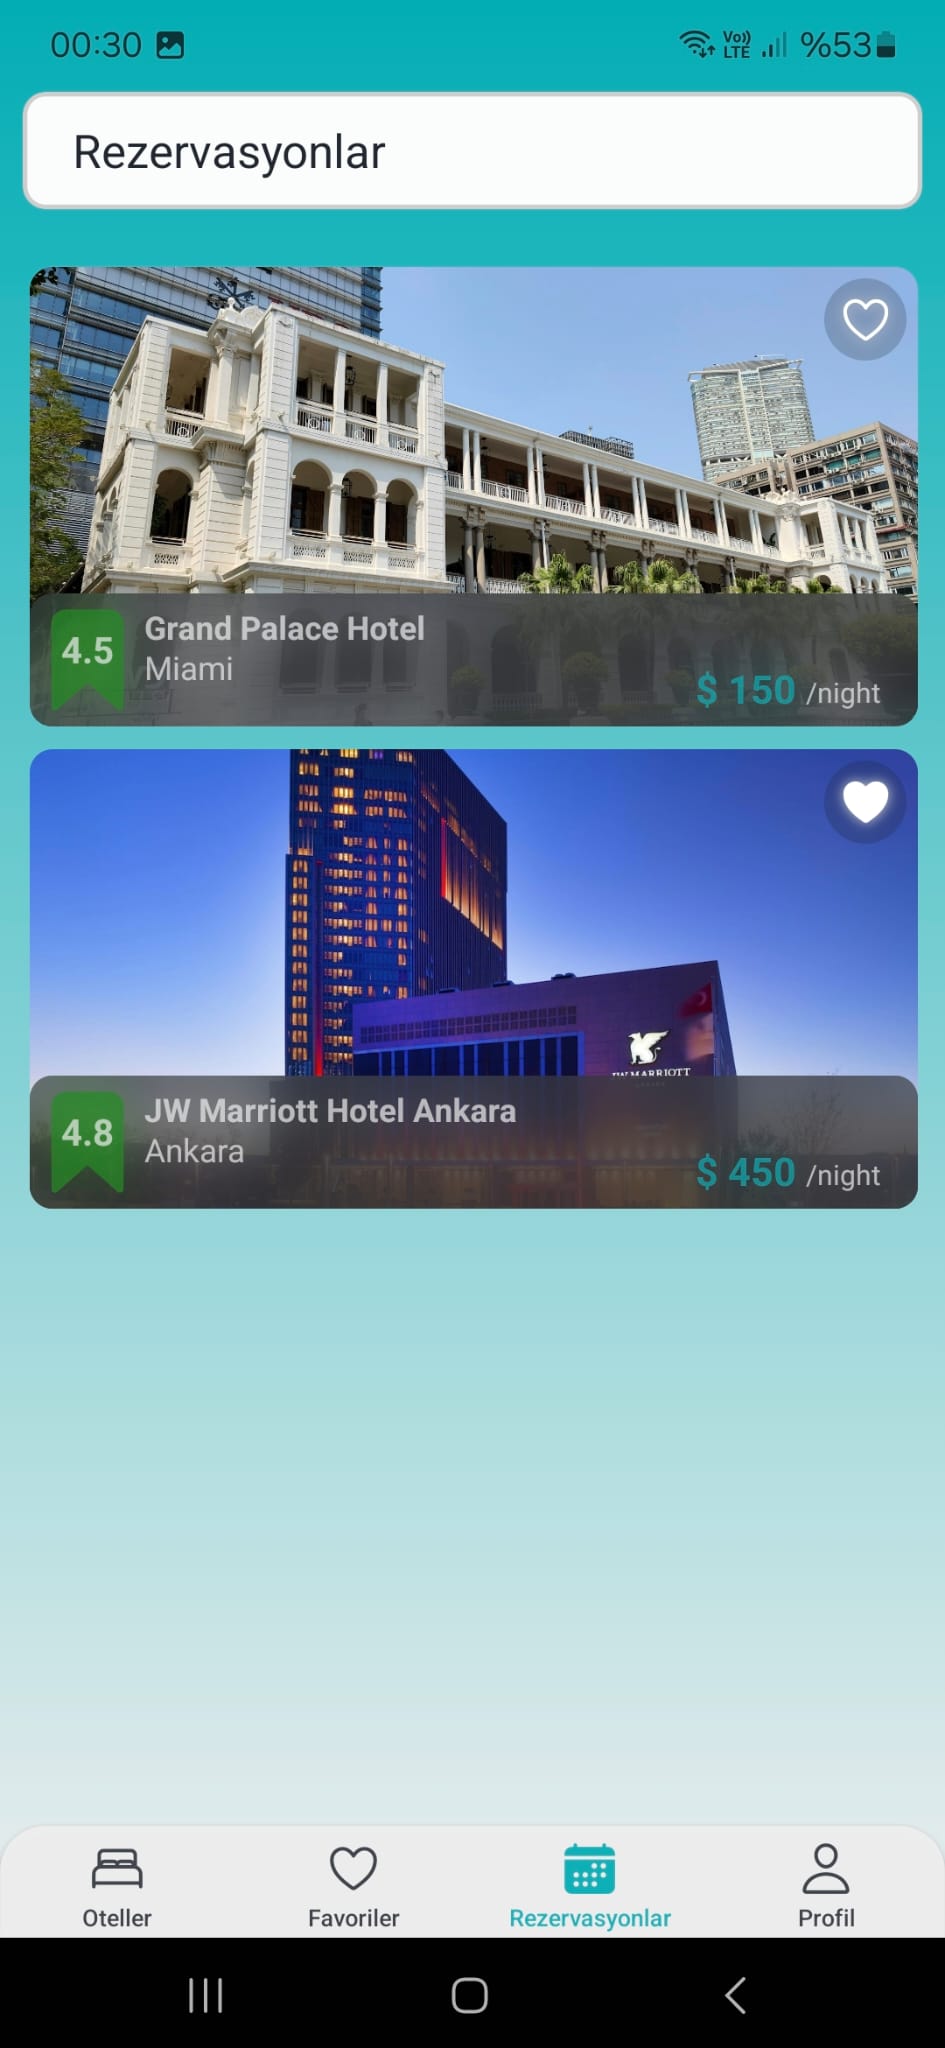 00:30
Vo)) LTE
%53
Rezervasyonlar
4.5
Grand Palace Hotel
Miami
$ 150 /night
JW MARRIOTT
4.8
JW Marriott Hotel Ankara
Ankara
$ 450 /night
Oteller
Favoriler
Rezervasyonlar
Profil